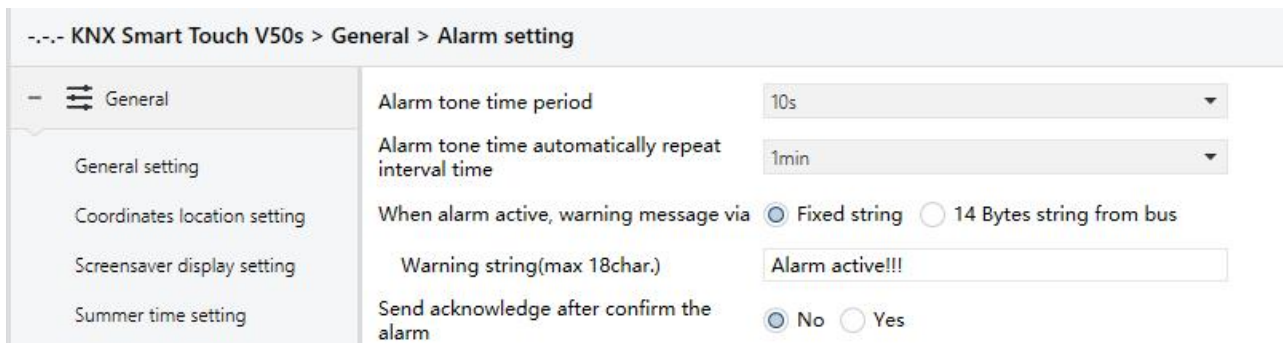 -.-.- KNX Smart Touch V50s > General > Alarm setting
General
General setting
Coordinates location setting
Screensaver display setting
Summer time setting
Alarm tone time period
10s
Alarm tone time automatically repeat
interval time
1min
When alarm active, warning message via
Fixed string
14 Bytes string from bus
Warning string(max 18char.)
Alarm active!!!
Send acknowledge after confirm the
alarm
No
Yes